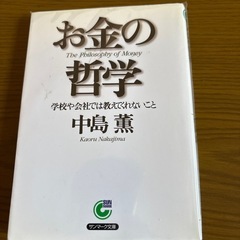 お金の
The Philosophy of Money
哲学
学校や会社では教えてくれないこと
中島 薫
Kaoru Nakajima
サンマーク文庫